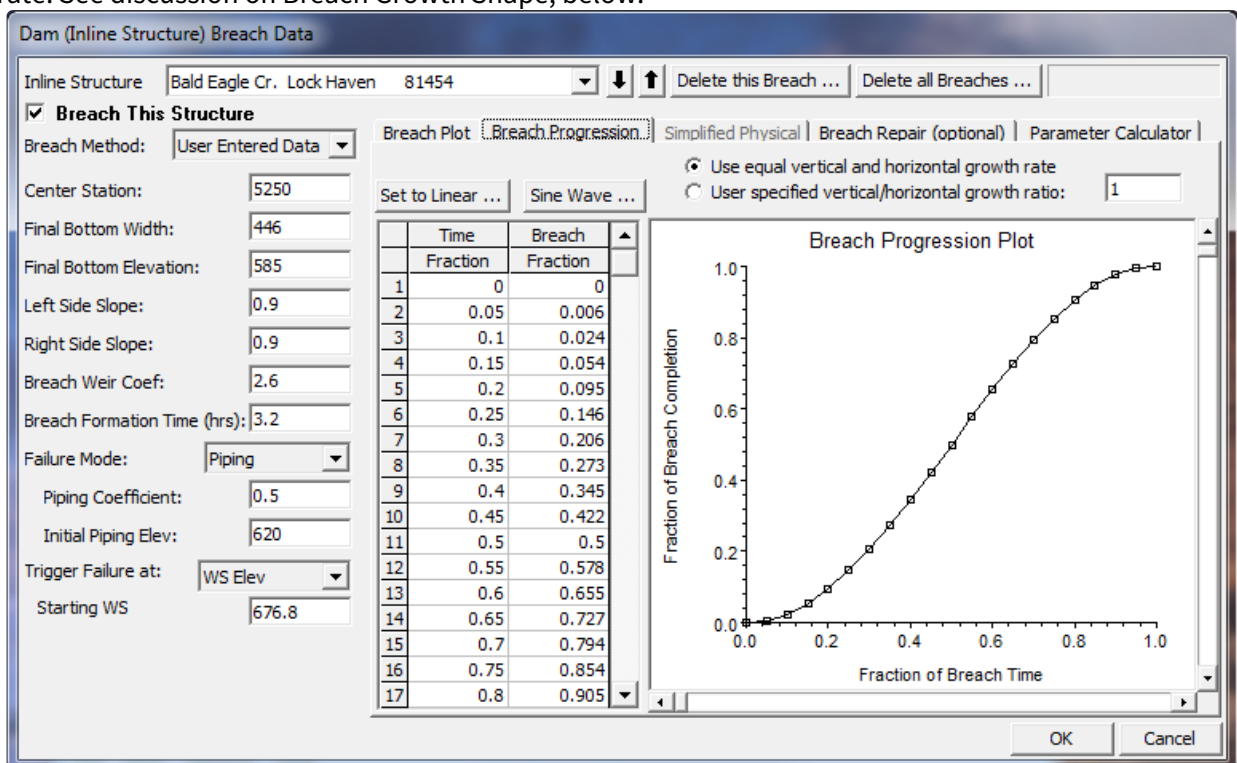 rate. See discussion on Breach Growth Shape, below.
Dam (Inline Structure) Breach Data
Inline Structure Bald Eagle Cr. Lock Haven 81454 Delete this Breach ... Delete all Breaches ...
Breach This Structure
Breach Method: User Entered Data
Center Station: 5250
Final Bottom Width: 446
Final Bottom Elevation: 585
Left Side Slope: 0.9
Right Side Slope: 0.9
Breach Weir Coef: 2.6
Breach Formation Time (hrs): 3.2
Failure Mode: Piping
Piping Coefficient: 0.5
Initial Piping Elev: 620
Trigger Failure at: WS Elev
Starting WS 676.8
Breach Plot Breach Progression Simplified Physical Breach Repair (optional) Parameter Calculator
Use equal vertical and horizontal growth rate
User specified vertical/horizontal growth ratio: 1
Set to Linear ... Sine Wave ...
Time Breach
Fraction Fraction
1 0 0
2 0.05 0.006
3 0.1 0.024
4 0.15 0.054
5 0.2 0.095
6 0.25 0.146
7 0.3 0.206
8 0.35 0.273
9 0.4 0.345
10 0.45 0.422
11 0.5 0.5
12 0.55 0.578
13 0.6 0.655
14 0.65 0.727
15 0.7 0.794
16 0.75 0.854
17 0.8 0.905
Breach Progression Plot
Fraction of Breach Completion
1.0
0.8
0.6
0.4
0.2
0.0
0.0 0.2 0.4 0.6 0.8 1.0
Fraction of Breach Time
OK Cancel